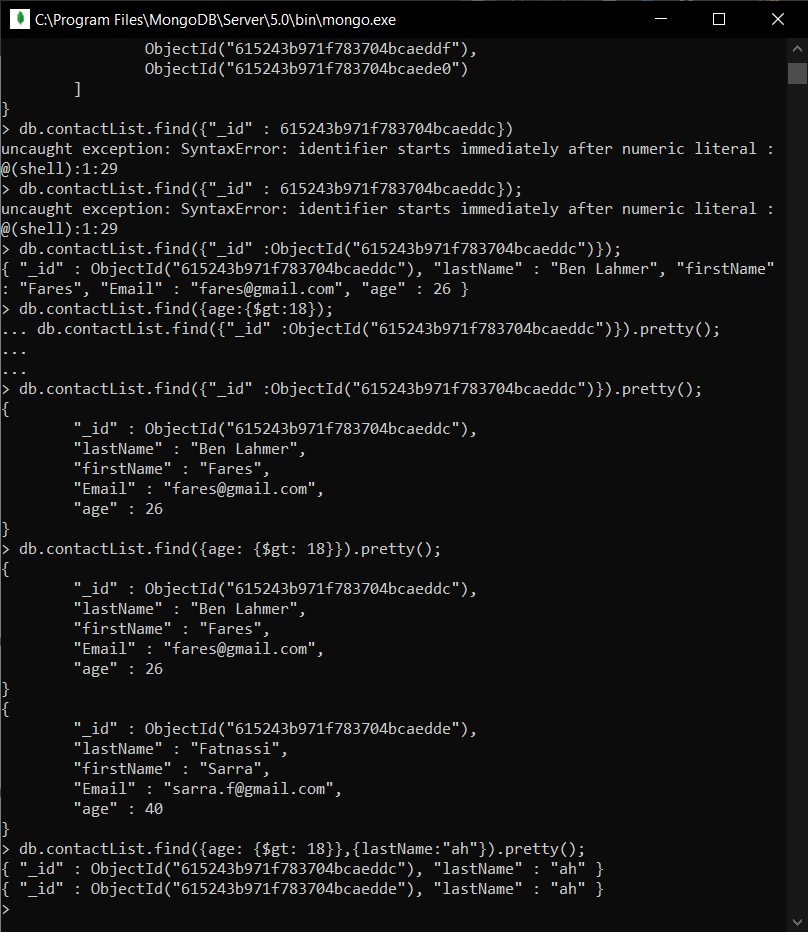 C:\Program Files\MongoDB\Server\5.0\bin\mongo.exe
                ObjectId("615243b971f783704bcaeddf"),
                ObjectId("615243b971f783704bcaede0")
        ]
}
> db.contactList.find({"_id" : 615243b971f783704bcaeddc})
uncaught exception: SyntaxError: identifier starts immediately after numeric literal :
@(shell):1:29
> db.contactList.find({"_id" : 615243b971f783704bcaeddc});
uncaught exception: SyntaxError: identifier starts immediately after numeric literal :
@(shell):1:29
> db.contactList.find({"_id" :ObjectId("615243b971f783704bcaeddc")});
{ "_id" : ObjectId("615243b971f783704bcaeddc"), "lastName" : "Ben Lahmer", "firstName"
: "Fares", "Email" : "fares@gmail.com", "age" : 26 }
> db.contactList.find({age:{$gt:18});
... db.contactList.find({"_id" :ObjectId("615243b971f783704bcaeddc")}).pretty();
...
...
> db.contactList.find({"_id" :ObjectId("615243b971f783704bcaeddc")}).pretty();
{
        "_id" : ObjectId("615243b971f783704bcaeddc"),
        "lastName" : "Ben Lahmer",
        "firstName" : "Fares",
        "Email" : "fares@gmail.com",
        "age" : 26
}
> db.contactList.find({age: {$gt: 18}}).pretty();
{
        "_id" : ObjectId("615243b971f783704bcaeddc"),
        "lastName" : "Ben Lahmer",
        "firstName" : "Fares",
        "Email" : "fares@gmail.com",
        "age" : 26
}
{
        "_id" : ObjectId("615243b971f783704bcaedde"),
        "lastName" : "Fatnassi",
        "firstName" : "Sarra",
        "Email" : "sarra.f@gmail.com",
        "age" : 40
}
> db.contactList.find({age: {$gt: 18}},{lastName:"ah"}).pretty();
{ "_id" : ObjectId("615243b971f783704bcaeddc"), "lastName" : "ah" }
{ "_id" : ObjectId("615243b971f783704bcaedde"), "lastName" : "ah" }
>